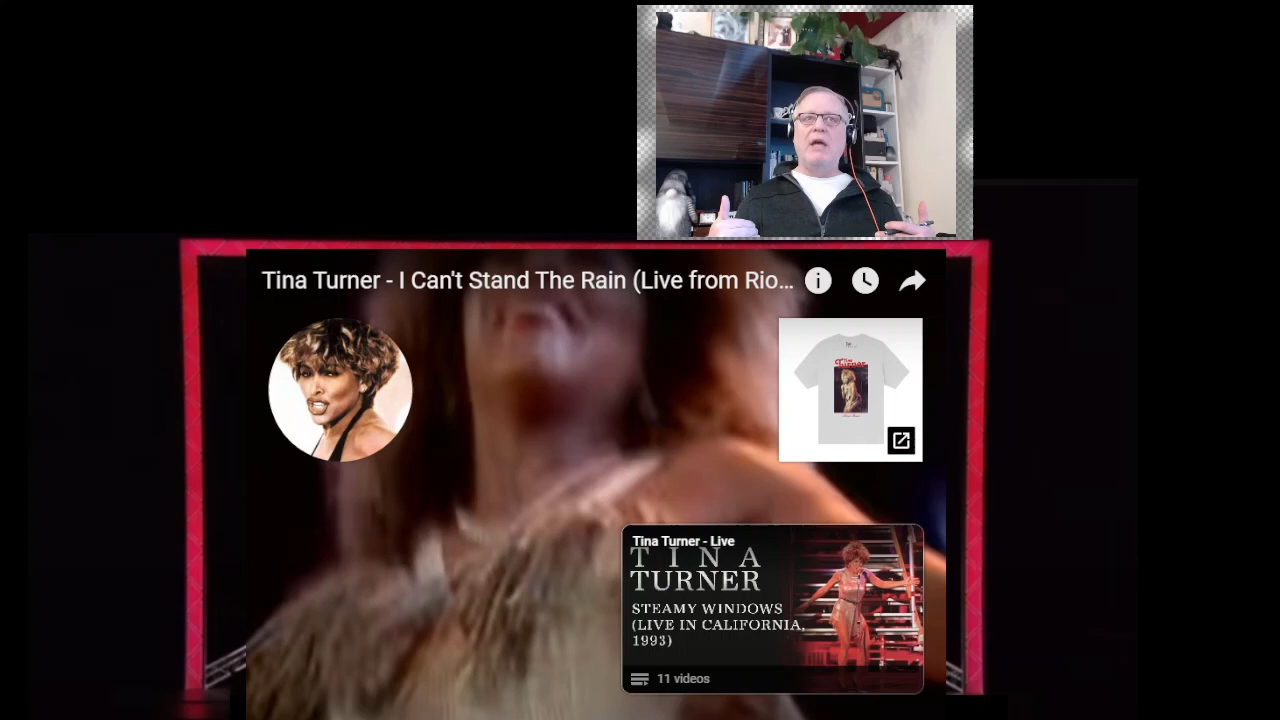 Tina Turner - I Can't Stand The Rain (Live from Rio...
Tina Turner - Live
TINA
TURNER
STEAMY WINDOWS
(LIVE IN CALIFORNIA,
1993)
11 videos